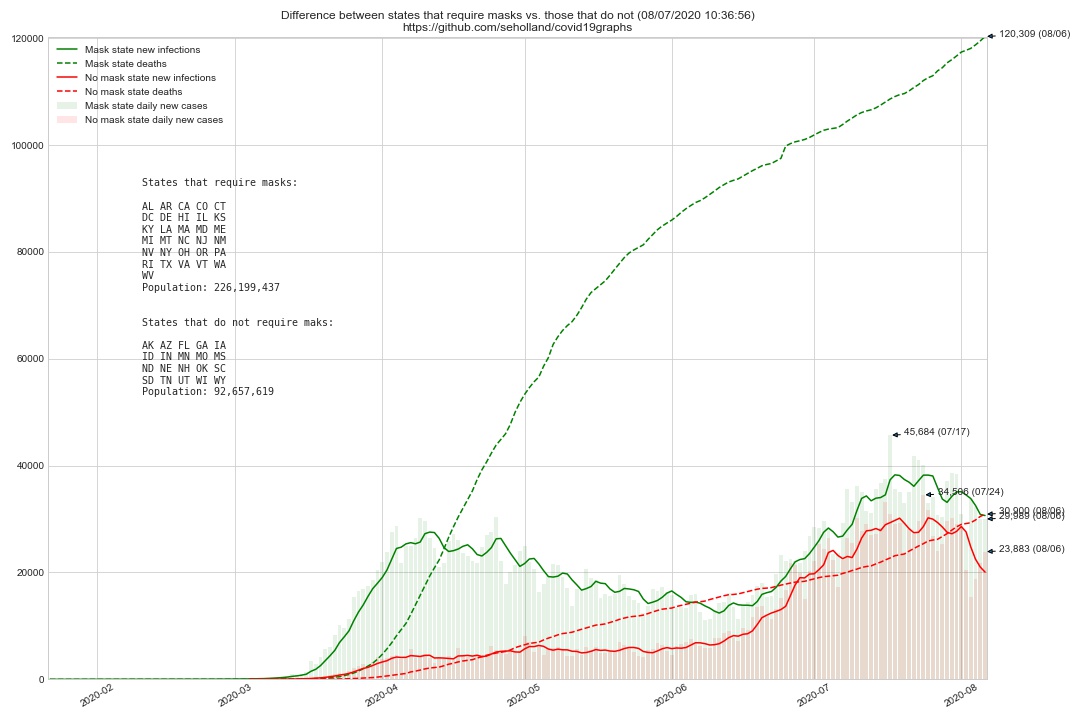 Difference between states that require masks vs. those that do not (08/07/2020 10:36:56)
https://github.com/seholland/covid19graphs
120000
120,309 (08/06)
Mask state new infections
Mask state deaths
No mask state new infections
No mask state deaths
Mask state daily new cases
No mask state daily new cases
100000
States that require masks:
AL AR CA CO CT
DC DE HI IL KS
KY LA MA MD ME
MI MT NC NJ NM
80000
NV NY OH OR PA
RI TX VA VT WA
WV
Population: 226,199,437
States that do not require maks:
AK AZ FL GA IA
60000
ID IN MN MO MS
ND NE NH OK SC
SD TN UT WI WY
Population: 92,657,619
45,684 (07/17)
40000
34,506 (07/24)
30,900 (08/06)
29,989 (08/06)
23,883 (08/06)
20000
0
2020-02
2020-03
2020-04
2020-05
2020-06
2020-07
2020-08